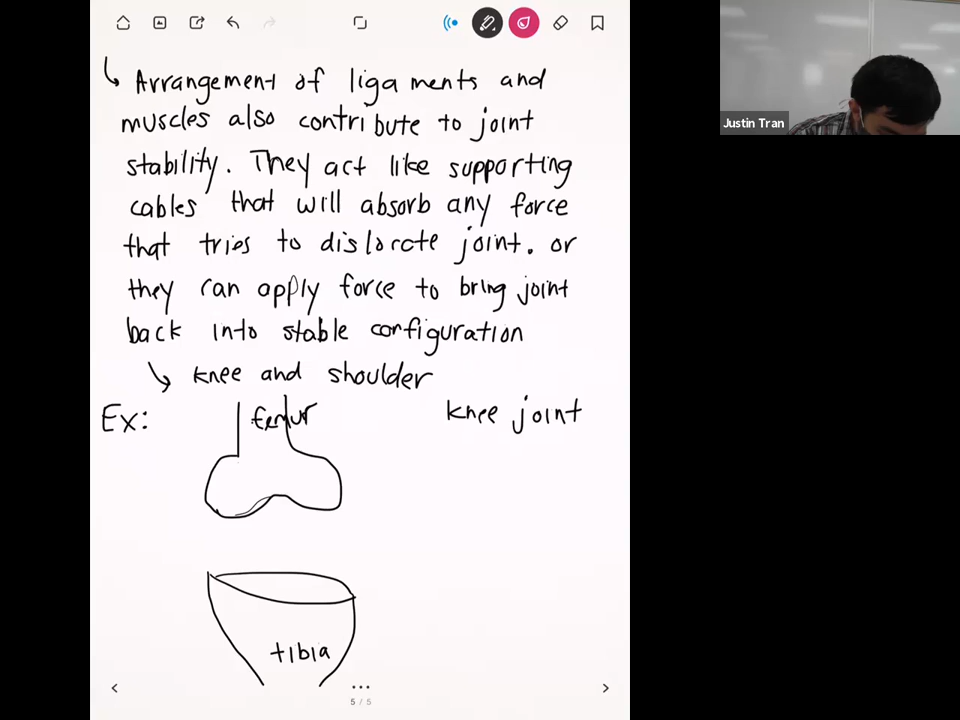 ↳ Arrangement of ligaments and
muscles also contribute to joint
stability. They act like supporting
cables that will absorb any force
that tries to dislocate joint. or
they can apply force to bring joint
back into stable configuration
↳ knee and shoulder
Ex: femur knee joint
tibia
5 / 5
Justin Tran